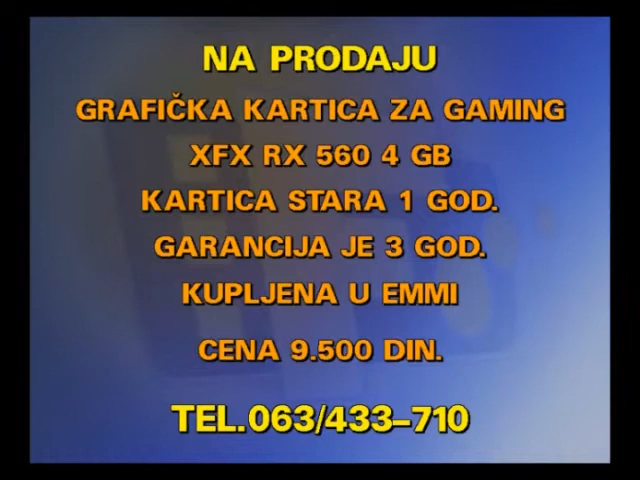 NA PRODAJU
GRAFIČKA KARTICA ZA GAMING
XFX RX 560 4 GB
KARTICA STARA 1 GOD.
GARANCIJA JE 3 GOD.
KUPLJENA U EMMI
CENA 9.500 DIN.
TEL.063/433-710